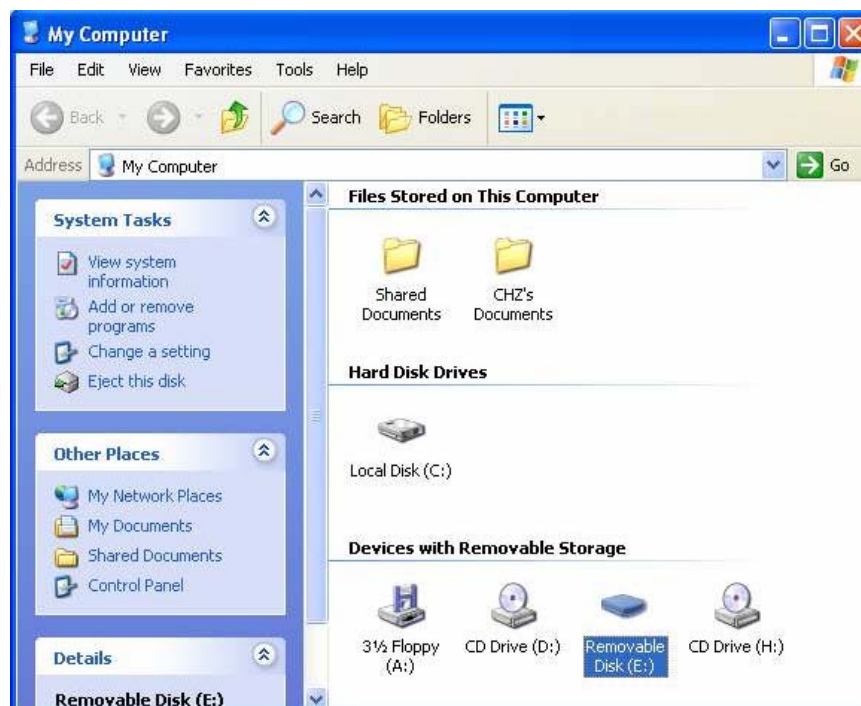 My Computer
File Edit View Favorites Tools Help
Back Search Folders
Address My Computer Go
System Tasks
View system
information
Add or remove
programs
Change a setting
Eject this disk
Other Places
My Network Places
My Documents
Shared Documents
Control Panel
Details
Removable Disk (E:)
Files Stored on This Computer
Shared
Documents
CHZ's
Documents
Hard Disk Drives
Local Disk (C:)
Devices with Removable Storage
3½ Floppy
(A:)
CD Drive (D:)
Removable
Disk (E:)
CD Drive (H:)